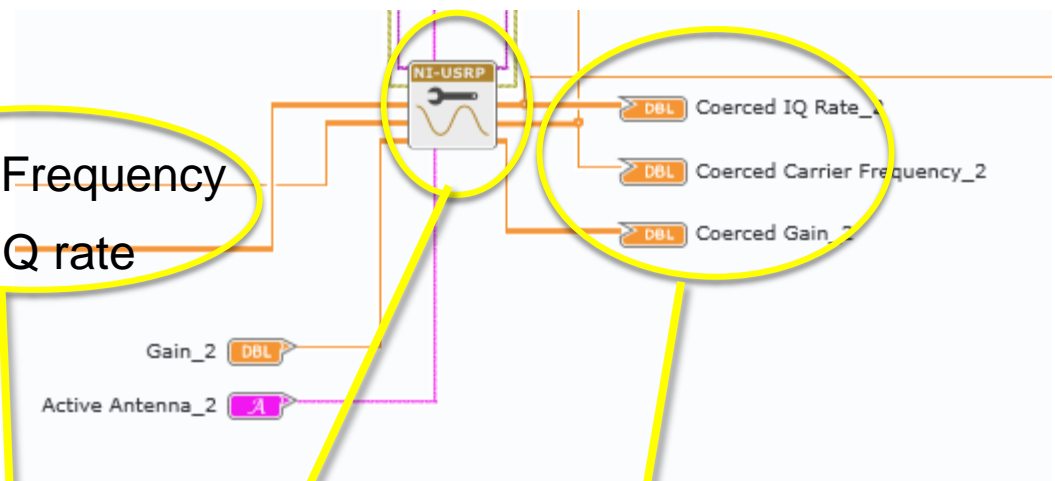 NI-USRP
DBL Coerced IQ Rate_2
Frequency
DBL Coerced Carrier Frequency_2
Q rate
DBL Coerced Gain_2
Gain_2 DBL
Active Antenna_2 A